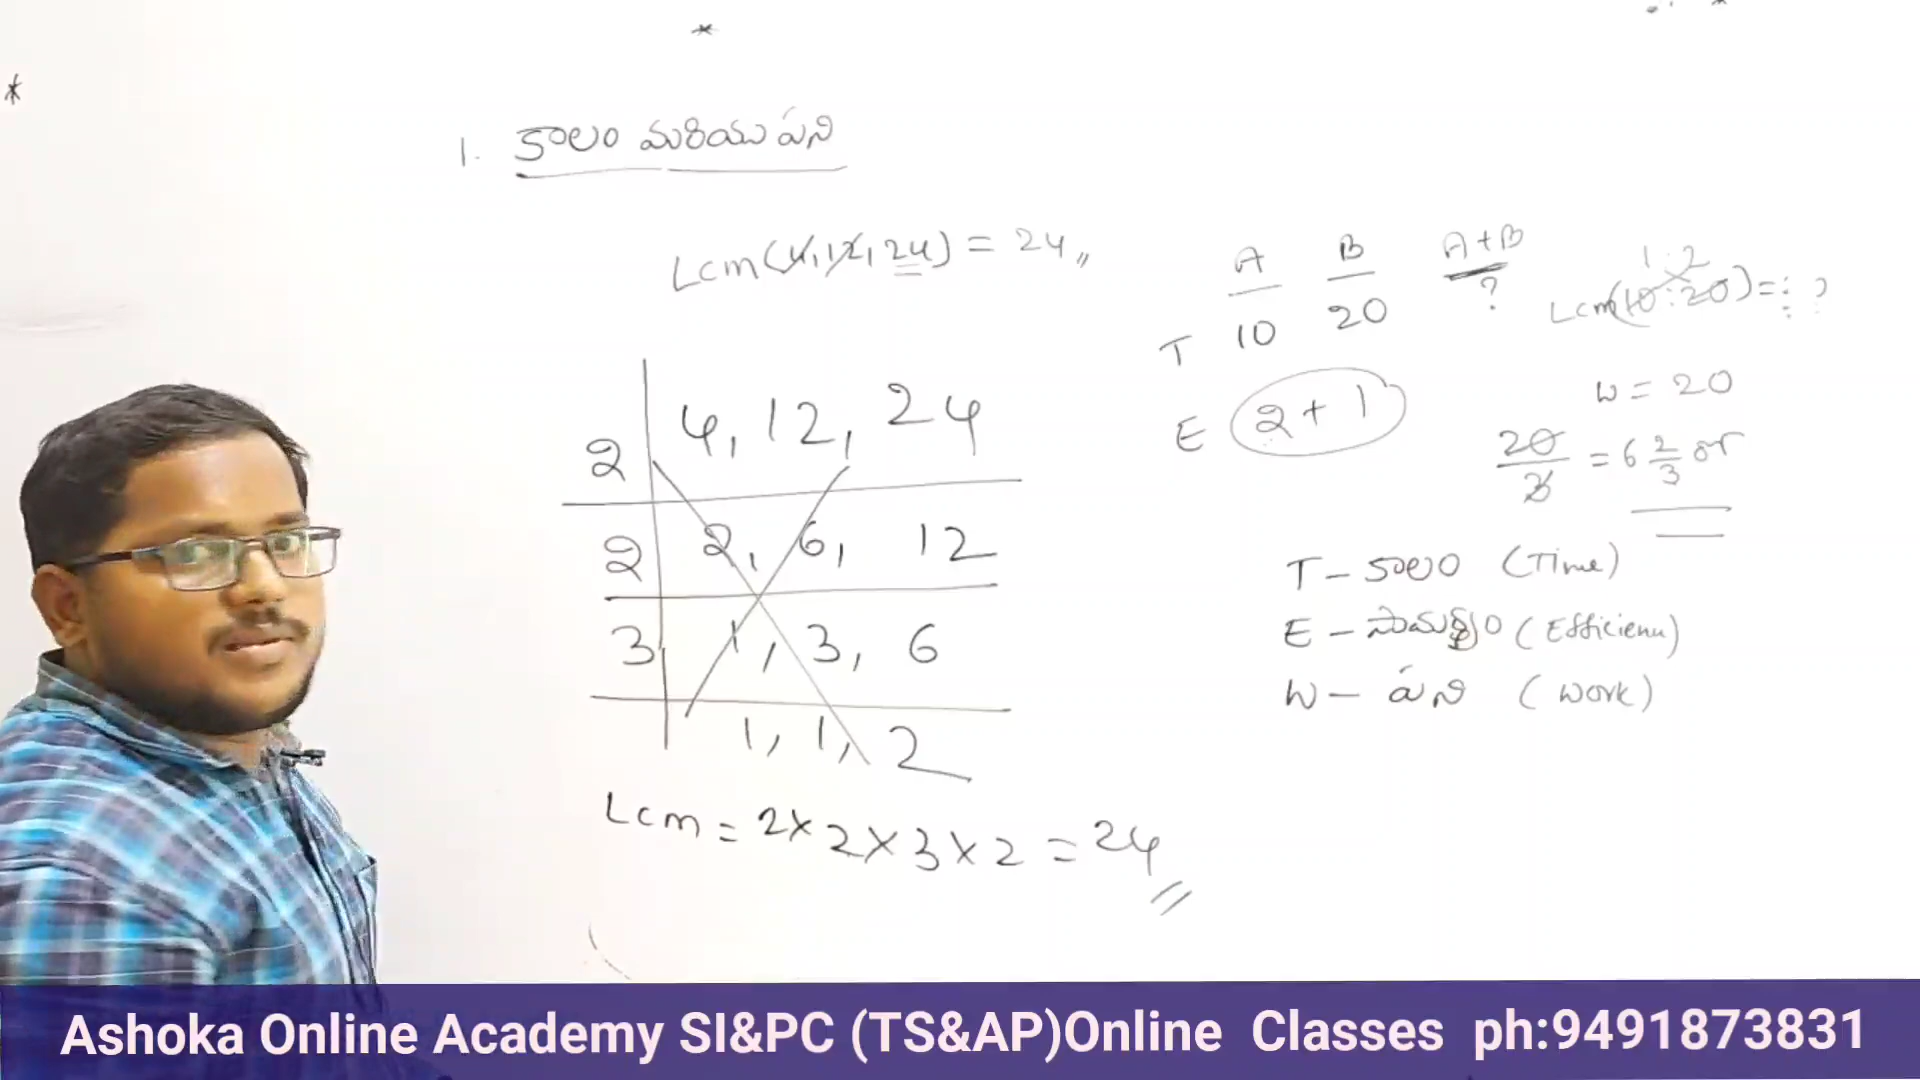 1. కాలం మరియు పని
Lcm(4,12,24) = 24
4, 12, 24
2
2, 6, 12
2
1, 3, 6
3
1, 1, 2
Lcm = 2×2×3×2 = 24
A B A+B
T 10 20 ?
E 2+1
1:2
Lcm(10:20)= ?
W = 20
20/3 = 6 2/3 or
T – కాలం (Time)
E – సామర్థ్యం
W – పని (work)
Ashoka Online Academy SI&PC (TS&AP)Online Classes ph:9491873831